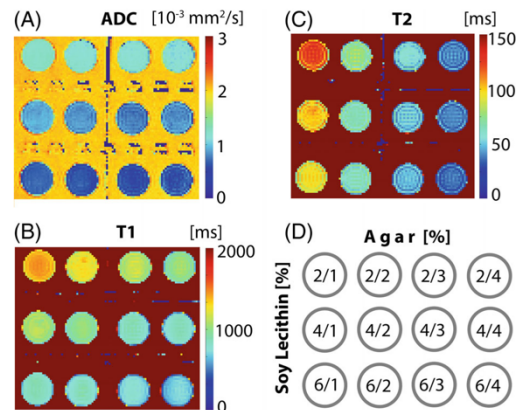 (A) ADC [10⁻³ mm²/s]
3
2
1
0
(B) T1 [ms]
2000
1000
0
(C) T2 [ms]
150
100
50
0
(D) Agar [%]
Soy Lecithin [%]
2/1 2/2 2/3 2/4
4/1 4/2 4/3 4/4
6/1 6/2 6/3 6/4